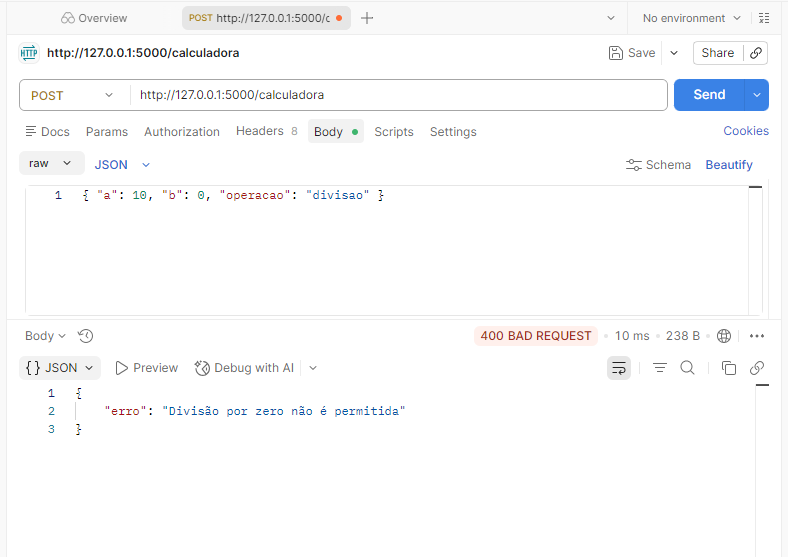 Overview
POST http://127.0.0.1:5000/c
No environment
HTTP http://127.0.0.1:5000/calculadora
Save
Share
POST
http://127.0.0.1:5000/calculadora
Send
Docs Params Authorization Headers 8 Body Scripts Settings
Cookies
raw JSON
Schema Beautify
1 { "a": 10, "b": 0, "operacao": "divisao" }
Body
400 BAD REQUEST • 10 ms • 238 B
{} JSON Preview Debug with AI
1 {
2 "erro": "Divisão por zero não é permitida"
3 }